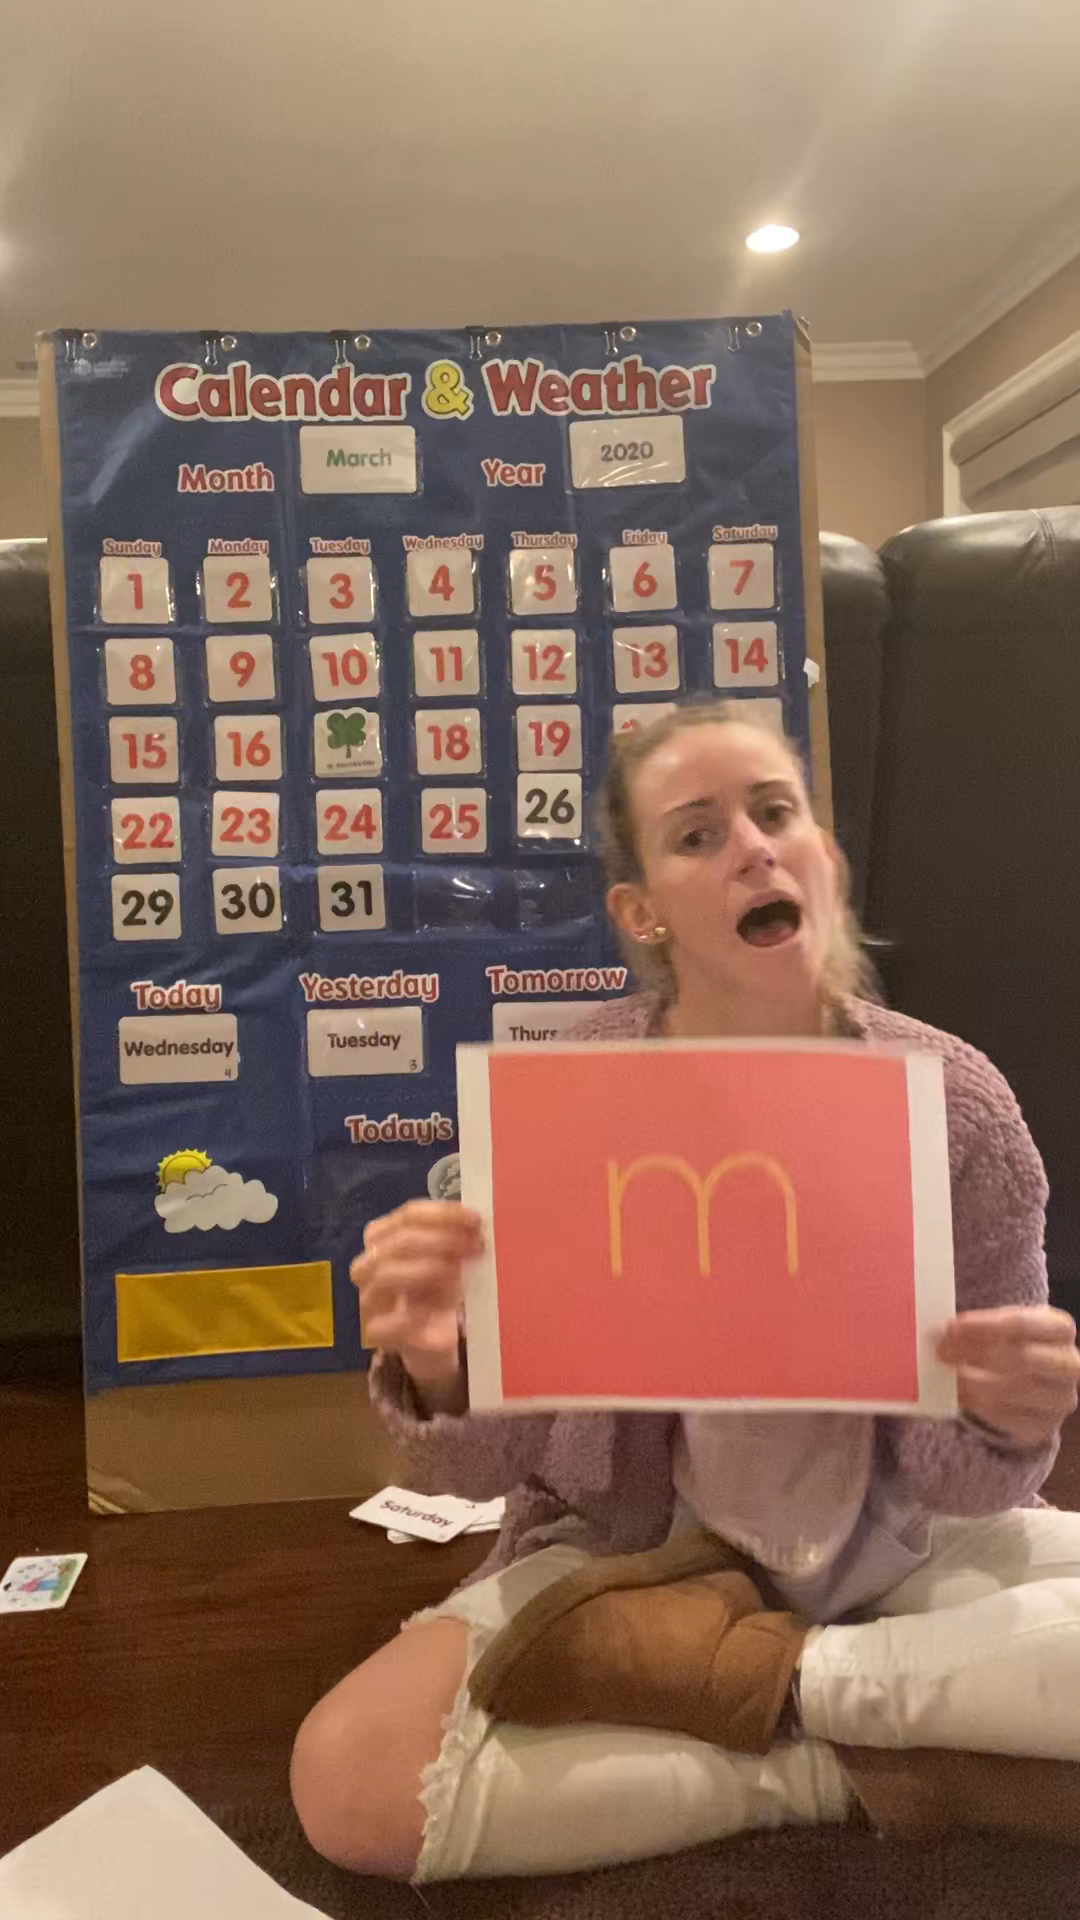 Calendar & Weather
Month March Year 2020
Sunday Monday Tuesday Wednesday Thursday Friday Saturday
1 2 3 4 5 6 7
8 9 10 11 12 13 14
15 16 18 19
22 23 24 25 26
29 30 31
Today Yesterday Tomorrow
Wednesday 4 Tuesday 3 Thurs
Today's
m
Saturday